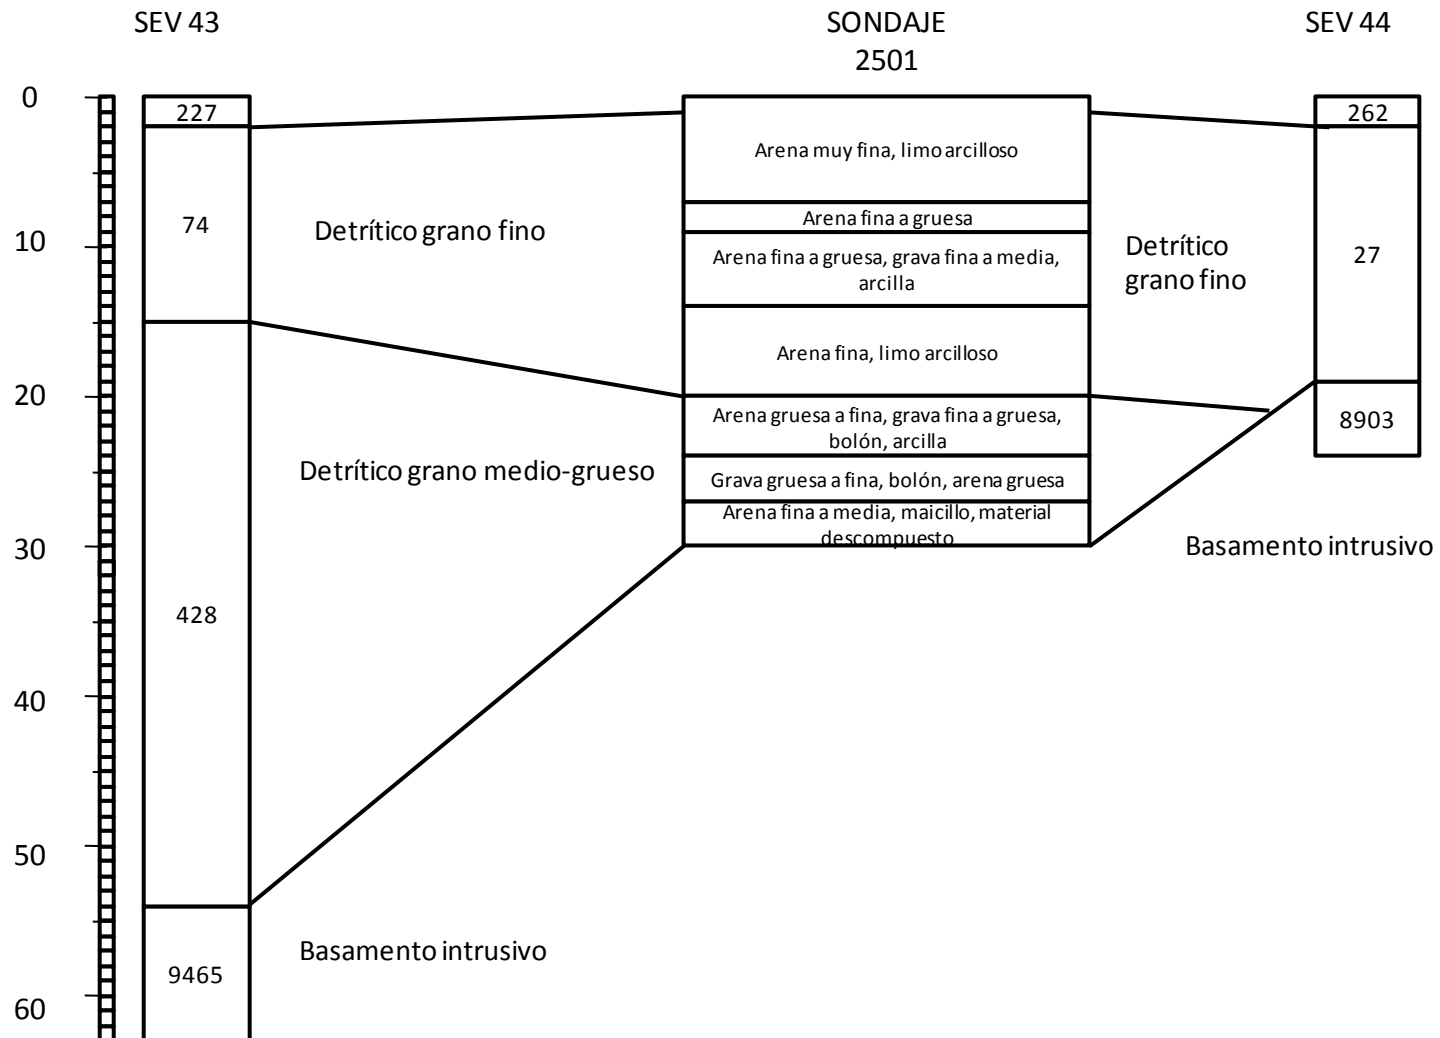 SEV 43
SONDAJE
2501
SEV 44
0
10
20
30
40
50
60
227
74
428
9465
Detrítico grano fino
Detrítico grano medio-grueso
Basamento intrusivo
Arena muy fina, limo arcilloso
Arena fina a gruesa
Arena fina a gruesa, grava fina a media,
arcilla
Arena fina, limo arcilloso
Arena gruesa a fina, grava fina a gruesa,
bolón, arcilla
Grava gruesa a fina, bolón, arena gruesa
Arena fina a media, maicillo, material
descompuesto
Detrítico
grano fino
Basamento intrusivo
262
27
8903